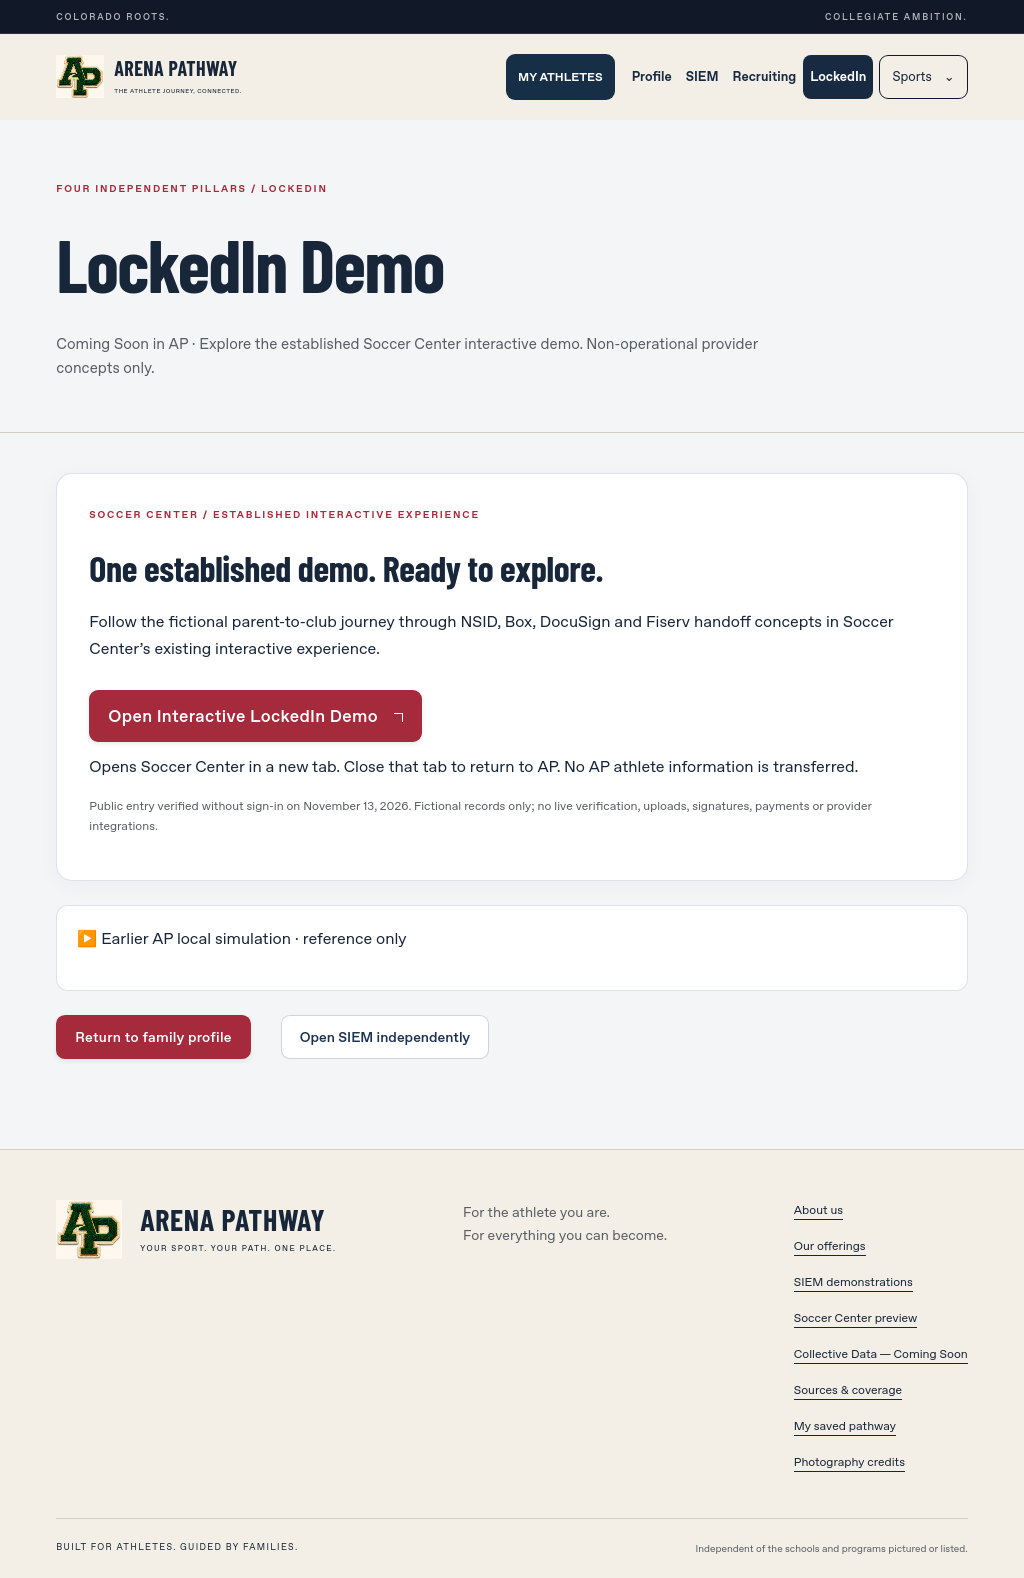 COLORADO ROOTS.
COLLEGIATE AMBITION.
AP
ARENA PATHWAY
THE ATHLETE JOURNEY, CONNECTED.
MY ATHLETES
Profile
SIEM
Recruiting
LockedIn
Sports
FOUR INDEPENDENT PILLARS / LOCKEDIN
LockedIn Demo
Coming Soon in AP · Explore the established Soccer Center interactive demo. Non-operational provider
concepts only.
SOCCER CENTER / ESTABLISHED INTERACTIVE EXPERIENCE
One established demo. Ready to explore.
Follow the fictional parent-to-club journey through NSID, Box, DocuSign and Fiserv handoff concepts in Soccer
Center’s existing interactive experience.
Open Interactive LockedIn Demo
Opens Soccer Center in a new tab. Close that tab to return to AP. No AP athlete information is transferred.
Public entry verified without sign-in on November 13, 2026. Fictional records only; no live verification, uploads, signatures, payments or provider
integrations.
▶️ Earlier AP local simulation · reference only
Return to family profile
Open SIEM independently
AP
ARENA PATHWAY
YOUR SPORT. YOUR PATH. ONE PLACE.
For the athlete you are.
For everything you can become.
About us
Our offerings
SIEM demonstrations
Soccer Center preview
Collective Data — Coming Soon
Sources & coverage
My saved pathway
Photography credits
BUILT FOR ATHLETES. GUIDED BY FAMILIES.
Independent of the schools and programs pictured or listed.